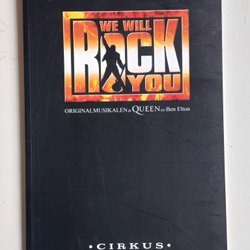 WE WILL
ROCK
YOU
ORIGINALMUSIKALEN av QUEEN och Ben Elton
• CIRKUS •